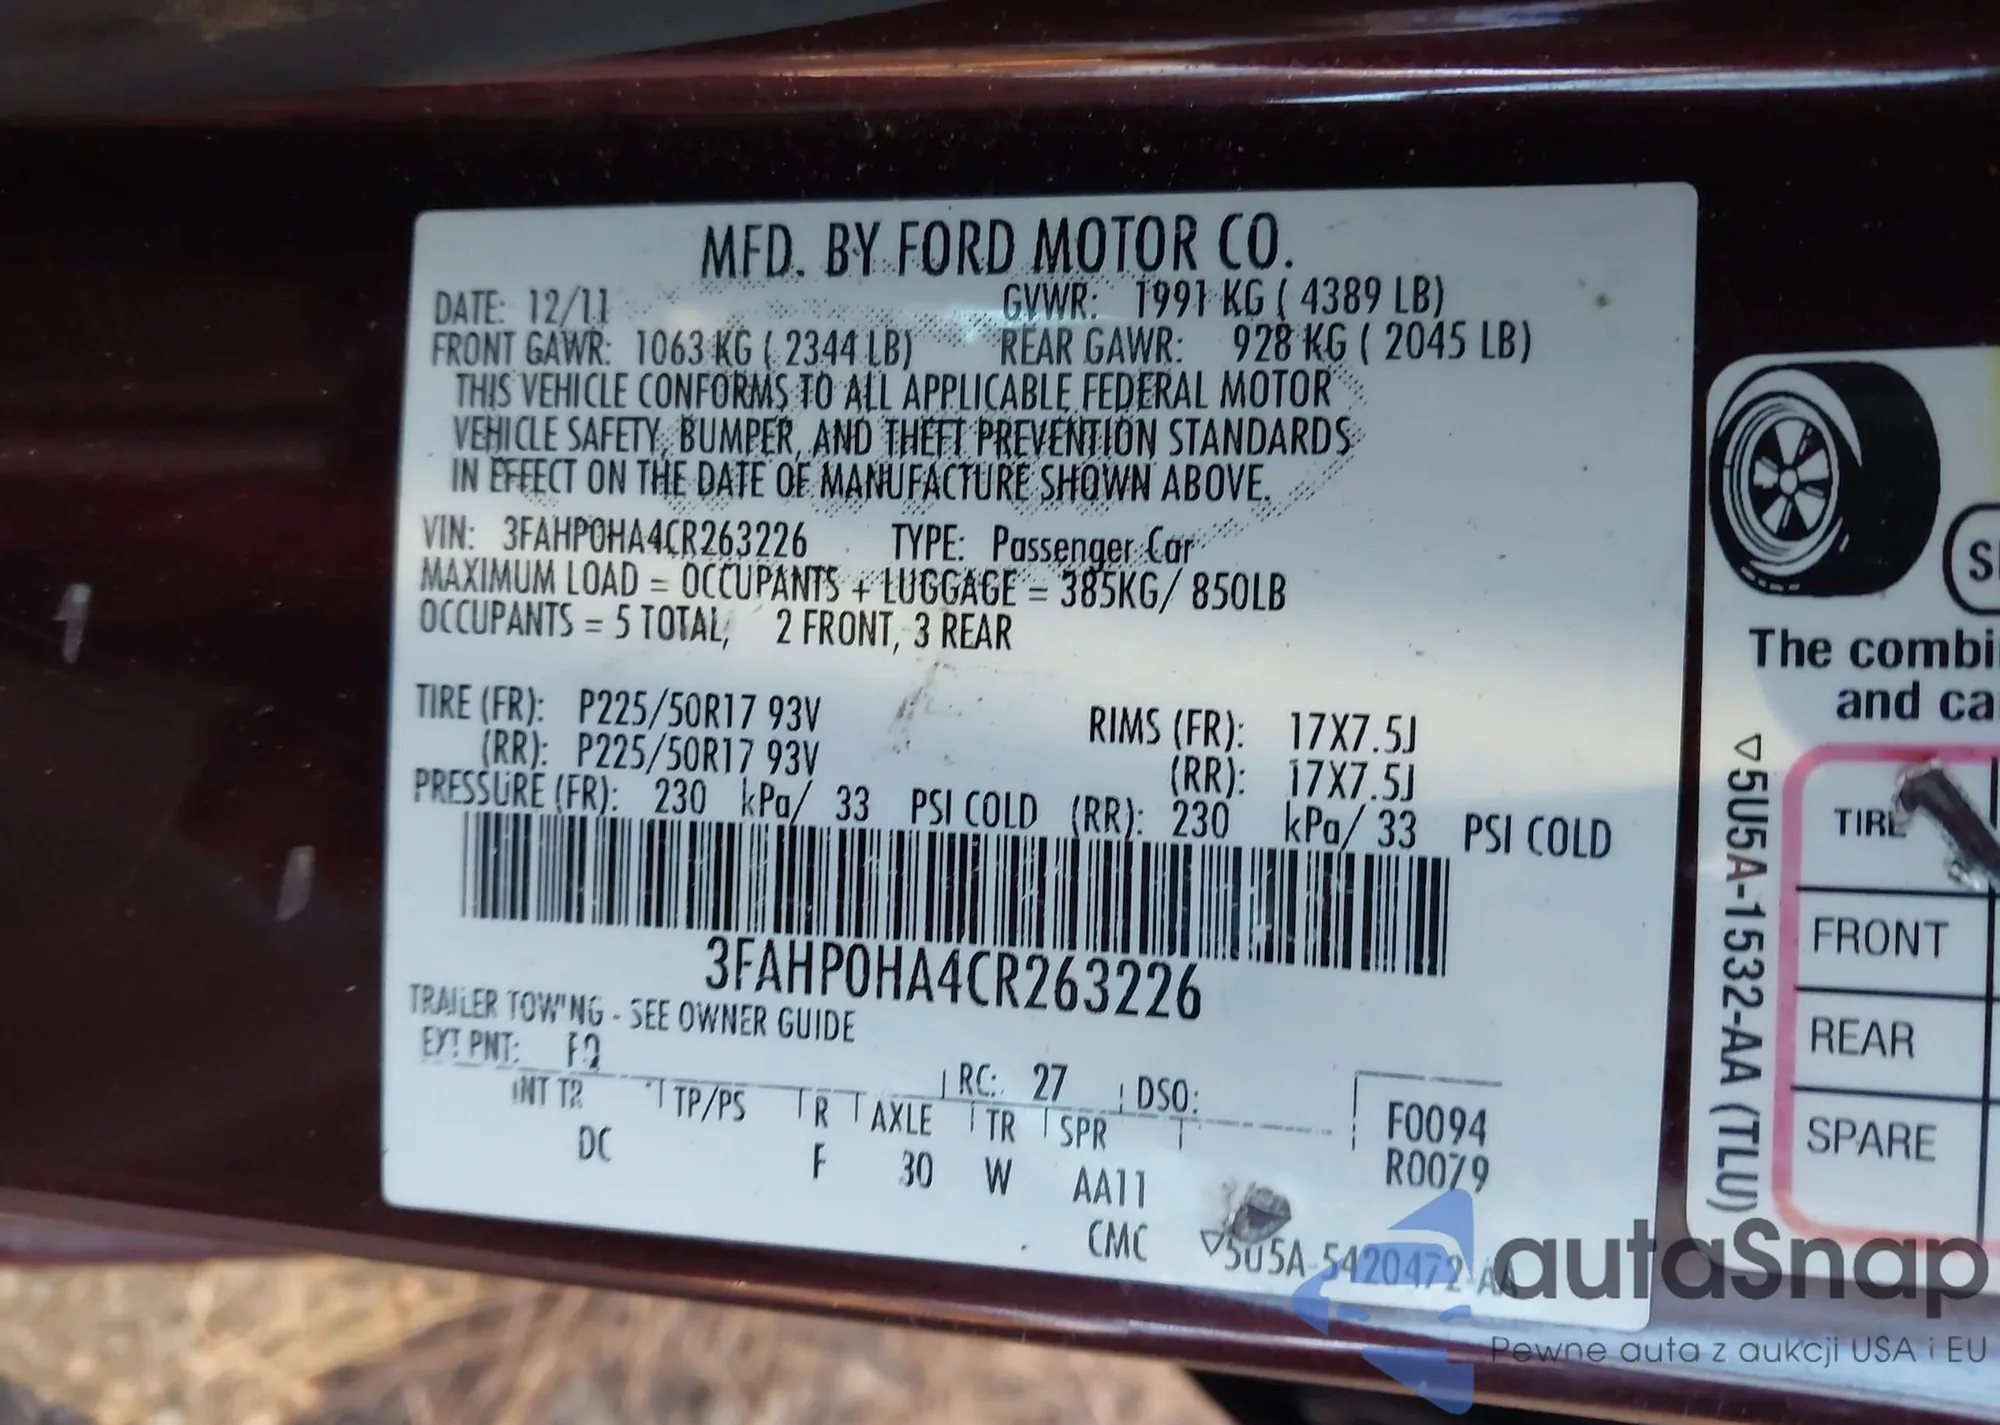 MFD. BY FORD MOTOR CO.
DATE: 12/11 GVWR: 1991 KG ( 4389 LB)
FRONT GAWR: 1063 KG ( 2344 LB) REAR GAWR: 928 KG ( 2045 LB)
THIS VEHICLE CONFORMS TO ALL APPLICABLE FEDERAL MOTOR
VEHICLE SAFETY, BUMPER, AND THEFT PREVENTION STANDARDS
IN EFFECT ON THE DATE OF MANUFACTURE SHOWN ABOVE.
VIN: 3FAHP0HA4CR263226 TYPE: Passenger Car
MAXIMUM LOAD = OCCUPANTS + LUGGAGE = 385KG/ 850LB
OCCUPANTS = 5 TOTAL, 2 FRONT, 3 REAR
TIRE (FR): P225/50R17 93V RIMS (FR): 17X7.5J
(RR): P225/50R17 93V (RR): 17X7.5J
PRESSURE (FR): 230 kPa/ 33 PSI COLD (RR): 230 kPa/ 33 PSI COLD
3FAHP0HA4CR263226
TRAILER TOWING - SEE OWNER GUIDE
EXT PNT: RC: 27 DSO:
INT TR TP/PS R AXLE TR SPR F0094
DC F 30 W AA11 R0079
CMC
▽5U5A-5420472-AA
The combi
and ca
▽5U5A-1532-AA (TLU)
TIRE
FRONT
REAR
SPARE
autaSnap
Pewne auta z aukcji USA i EU